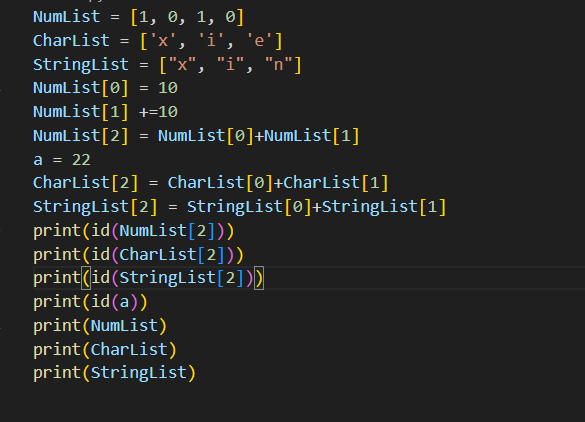 NumList = [1, 0, 1, 0]
CharList = ['x', 'i', 'e']
StringList = ["x", "i", "n"]
NumList[0] = 10
NumList[1] +=10
NumList[2] = NumList[0]+NumList[1]
a = 22
CharList[2] = CharList[0]+CharList[1]
StringList[2] = StringList[0]+StringList[1]
print(id(NumList[2]))
print(id(CharList[2]))
print(id(StringList[2]))
print(id(a))
print(NumList)
print(CharList)
print(StringList)